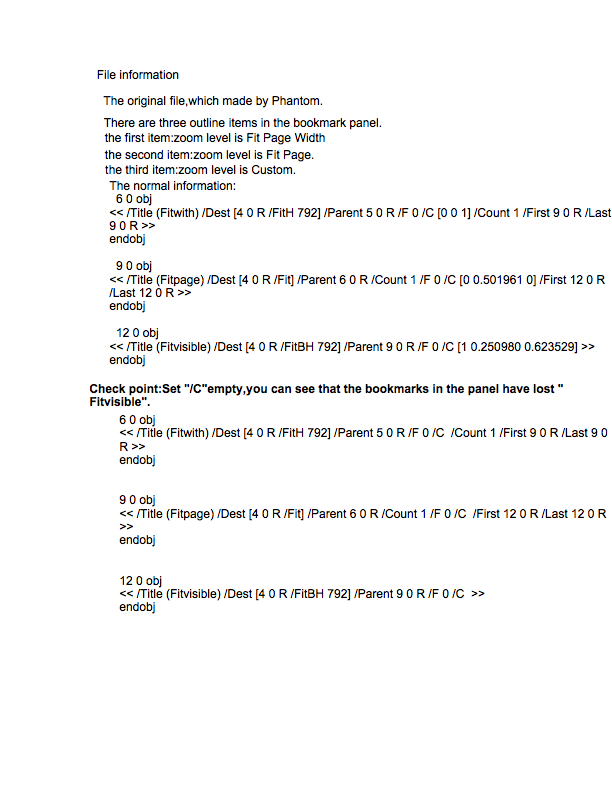 File information
The original file,which made by Phantom.
There are three outline items in the bookmark panel.
the first item:zoom level is Fit Page Width
the second item:zoom level is Fit Page.
the third item:zoom level is Custom.
The normal information:
6 0 obj
<< /Title (Fitwith) /Dest [4 0 R /FitH 792] /Parent 5 0 R /F 0 /C [0 0 1] /Count 1 /First 9 0 R /Last
9 0 R >>
endobj
9 0 obj
<< /Title (Fitpage) /Dest [4 0 R /Fit] /Parent 6 0 R /Count 1 /F 0 /C [0 0.501961 0] /First 12 0 R
/Last 12 0 R >>
endobj
12 0 obj
<< /Title (Fitvisible) /Dest [4 0 R /FitBH 792] /Parent 9 0 R /F 0 /C [1 0.250980 0.623529] >>
endobj
Check point:Set "/C"empty,you can see that the bookmarks in the panel have lost "
Fitvisible".
6 0 obj
<< /Title (Fitwith) /Dest [4 0 R /FitH 792] /Parent 5 0 R /F 0 /C  /Count 1 /First 9 0 R /Last 9 0
R >>
endobj
9 0 obj
<< /Title (Fitpage) /Dest [4 0 R /Fit] /Parent 6 0 R /Count 1 /F 0 /C  /First 12 0 R /Last 12 0 R
>>
endobj
12 0 obj
<< /Title (Fitvisible) /Dest [4 0 R /FitBH 792] /Parent 9 0 R /F 0 /C  >>
endobj